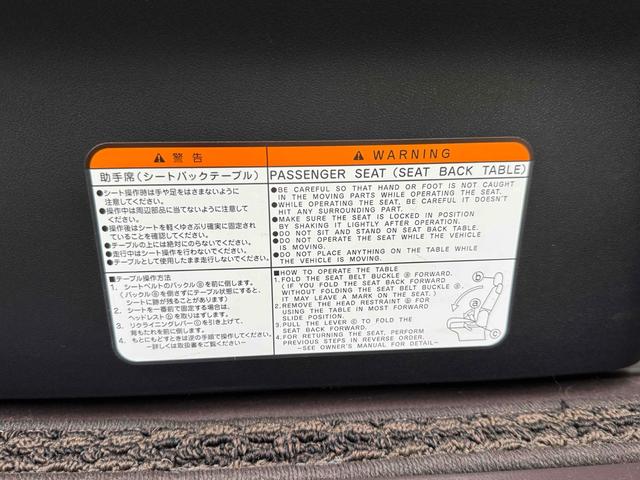 警告
助手席(シートバックテーブル)
●シート操作時は手や足をはさまないように
注意してください。
●操作中は周辺部品に当てないように注意して
ください。
●操作後はシートを軽くゆさぶり確実に固定され
ていることを確認してください。
●テーブルの上には絶対にのらないでください。
●走行中はシート操作を行わないでください。
●テーブルとして使用したまま走行しないでください。
■テーブル操作方法
1. シートベルトのバックルⓐを前に倒します。
(バックルⓐを倒さずにテーブル状態にすると、
シートに跡が残ることがあります)
2. シートを一番前で固定する場合は、
ヘッドレストⓑを取りはずします。
3. リクライニングレバーⓒを引き上げて、
背もたれを前に倒します。
4. もとにもどすときは逆の手順で操作してください。
ー詳しくは取扱書をご覧くださいー
WARNING
PASSENGER SEAT (SEAT BACK TABLE)
●BE CAREFUL SO THAT HAND OR FOOT IS NOT CAUGHT
IN THE MOVING PARTS WHILE OPERATING THE SEAT.
●WHILE OPERATING THE SEAT, BE CAREFUL IT DOESN'T
HIT ANY SURROUNDING PART.
●MAKE SURE THE SEAT IS LOCKED IN POSITION
BY SHAKING IT LIGHTLY AFTER OPERATION.
●DO NOT SIT AND STAND ON SEAT BACK TABLE.
●DO NOT OPERATE THE SEAT WHILE THE VEHICLE
IS MOVING.
●DO NOT PLACE ANYTHING ON THE TABLE WHILE
THE VEHICLE IS MOVING.
■HOW TO OPERATE THE TABLE
1.FOLD THE SEAT BELT BUCKLE ⓐ FORWARD.
(IF YOU FOLD THE SEAT BACK FORWARD
WITHOUT FOLDING THE SEAT BELT BUCKLE ⓐ,
IT MAY LEAVE A MARK ON THE SEAT.)
2.REMOVE THE HEAD RESTRAINT ⓑ FOR
USING THE TABLE IN MOST FORWARD
SLIDE POSITION.
3.PULL THE LEVER ⓒ TO FOLD THE
SEAT BACK FORWARD.
4.FOR RETURNING THE SEAT, PERFORM
PREVIOUS STEPS IN REVERSE ORDER.
—SEE OWNER'S MANUAL FOR DETAIL—
ⓑ
ⓐ